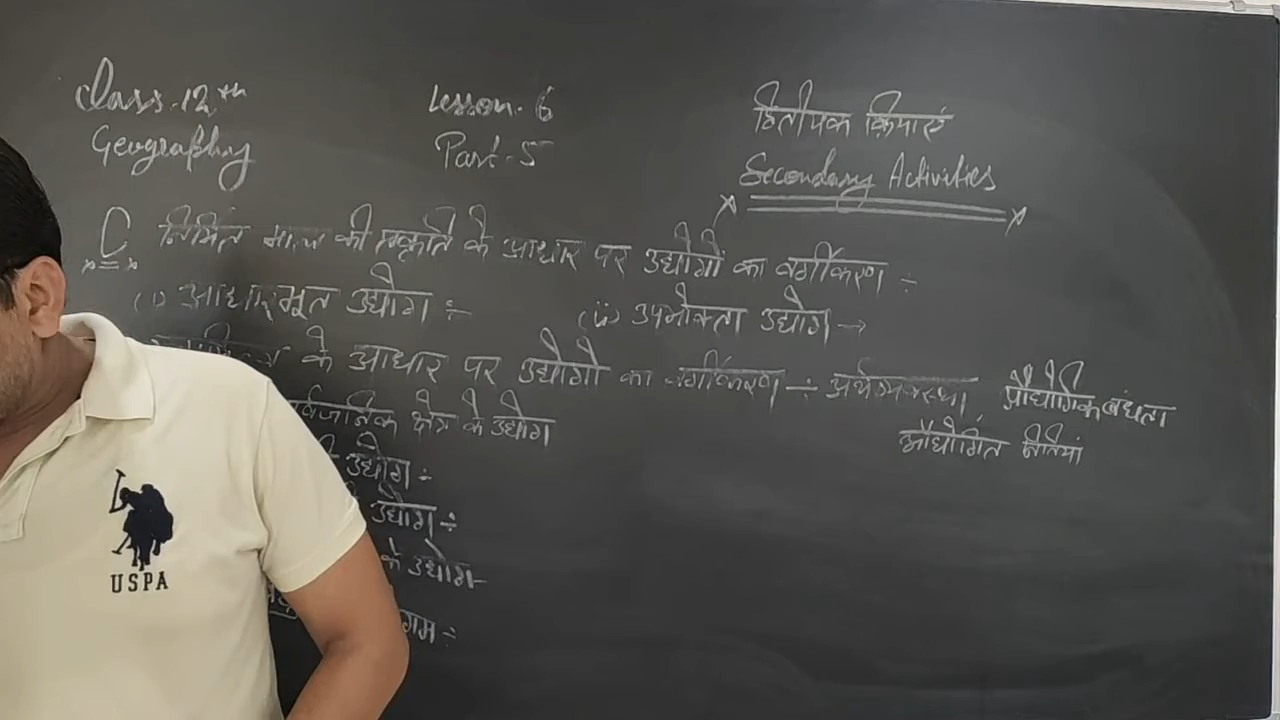 Class-12th
Geography
Lesson-6
Part-5
द्वितीयक क्रियाएं
Secondary Activities
C निर्मित माल की प्रकृति के आधार पर उद्योगों का वर्गीकरण ÷
(i) आधारभूत उद्योग ÷ (ii) उपभोक्ता उद्योग →
के आधार पर उद्योगों का वर्गीकरण ÷ अर्थव्यवस्था, प्रौद्योगिक बंधता
र्वजनिक क्षेत्र के उद्योग
औद्योगित नितियां
उद्योग ÷
उद्योग ÷
के उद्योग-
गम ÷
USPA